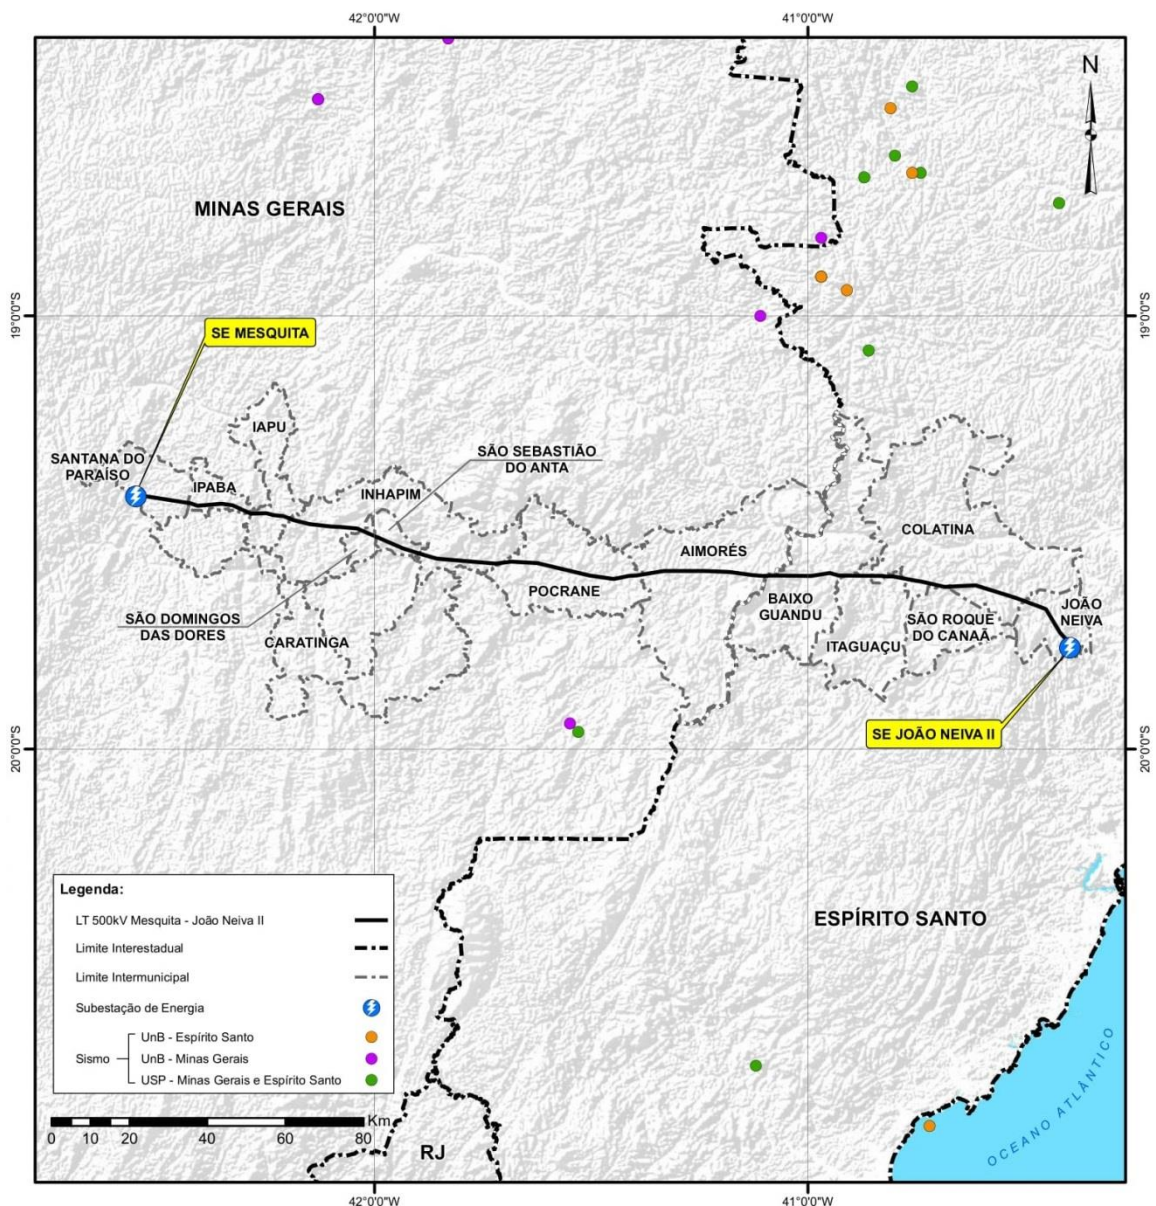 42°0'0"W
41°0'0"W
N
MINAS GERAIS
19°0'0"S
19°0'0"S
SE MESQUITA
IAPU
SÃO SEBASTIÃO
DO ANTA
SANTANA DO
PARAÍSO
IPABA
INHAPIM
COLATINA
AIMORÉS
POCRANE
BAIXO
GUANDU
JOÃO
NEIVA
SÃO DOMINGOS
DAS DORES
CARATINGA
ITAGUAÇU
SÃO ROQUE
DO CANAÃ
SE JOÃO NEIVA II
20°0'0"S
20°0'0"S
Legenda:
LT 500kV Mesquita - João Neiva II
Limite Interestadual
Limite Intermunicipal
Subestação de Energia
Sismo
UnB - Espírito Santo
UnB - Minas Gerais
USP - Minas Gerais e Espírito Santo
ESPÍRITO SANTO
OCEANO ATLÂNTICO
Km
0 10 20 40 60 80
RJ
42°0'0"W
41°0'0"W